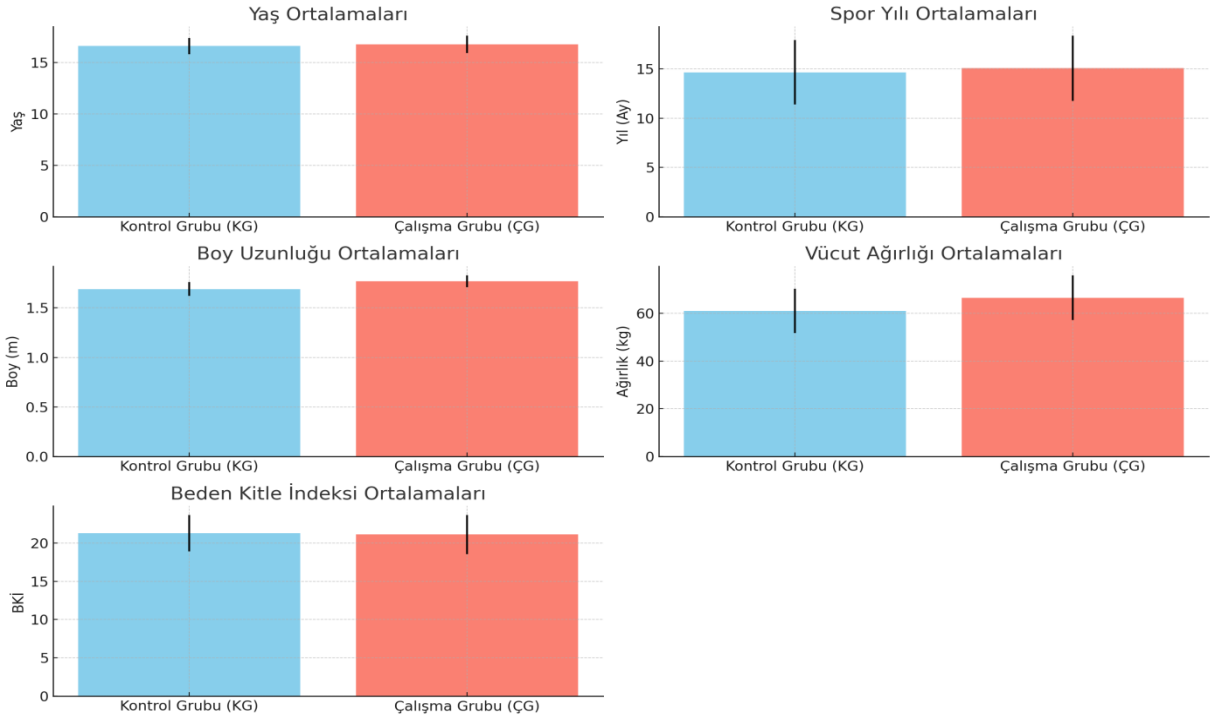 Yaş Ortalamaları
Yaş
15
10
5
0
Kontrol Grubu (KG) Çalışma Grubu (ÇG)
Spor Yılı Ortalamaları
Yıl (Ay)
15
10
5
0
Kontrol Grubu (KG) Çalışma Grubu (ÇG)
Boy Uzunluğu Ortalamaları
Boy (m)
1.5
1.0
0.5
0.0
Kontrol Grubu (KG) Çalışma Grubu (ÇG)
Vücut Ağırlığı Ortalamaları
Ağırlık (kg)
60
40
20
0
Kontrol Grubu (KG) Çalışma Grubu (ÇG)
Beden Kitle İndeksi Ortalamaları
BKİ
20
15
10
5
0
Kontrol Grubu (KG) Çalışma Grubu (ÇG)